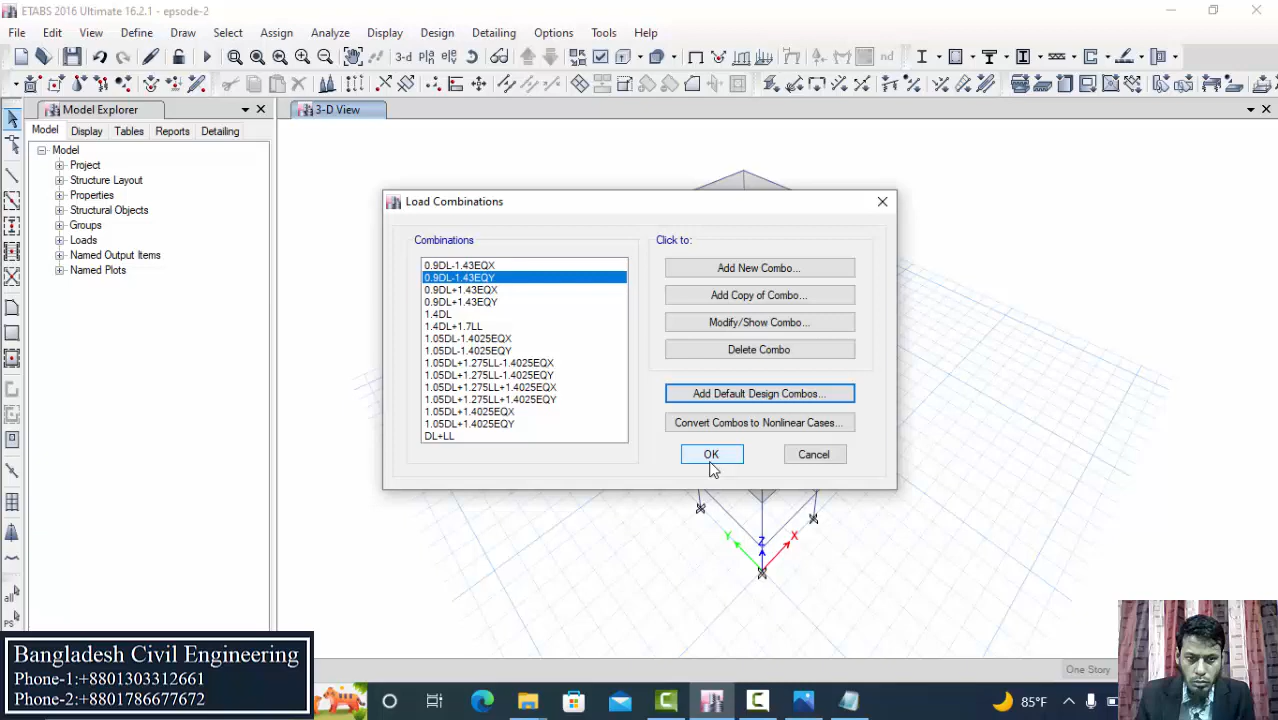 ETABS 2016 Ultimate 16.2.1 - epsode-2
File Edit View Define Draw Select Assign Analyze Display Design Detailing Options Tools Help
3-d
nd
Model Explorer
3-D View
Model Display Tables Reports Detailing
Model
Project
Structure Layout
Properties
Structural Objects
Groups
Loads
Named Output Items
Named Plots
Load Combinations
Combinations
0.9DL-1.43EQX
0.9DL-1.43EQY
0.9DL+1.43EQX
0.9DL+1.43EQY
1.4DL
1.4DL+1.7LL
1.05DL-1.4025EQX
1.05DL-1.4025EQY
1.05DL+1.275LL-1.4025EQX
1.05DL+1.275LL-1.4025EQY
1.05DL+1.275LL+1.4025EQX
1.05DL+1.275LL+1.4025EQY
1.05DL+1.4025EQX
1.05DL+1.4025EQY
DL+LL
Click to:
Add New Combo...
Add Copy of Combo...
Modify/Show Combo...
Delete Combo
Add Default Design Combos...
Convert Combos to Nonlinear Cases...
OK Cancel
Y Z X
all
PS
One Story
Bangladesh Civil Engineering
Phone-1:+8801303312661
Phone-2:+8801786677672
85°F